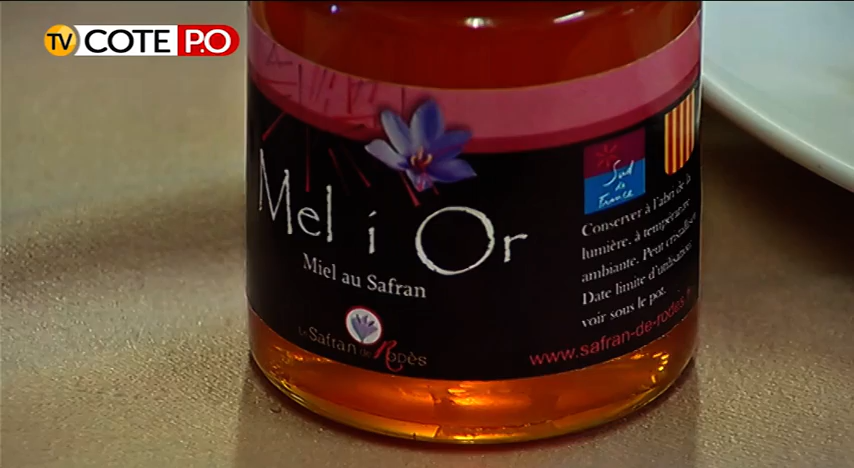 TV COTE P.O
Mel i Or
Miel au Safran
Le Safran de Rodès
Sud
de
France
Conserver à l'abri de la
lumière, à température
ambiante. Peut cristalliser.
Date limite d'utilisation:
voir sous le pot.
www.safran-de-rodes.